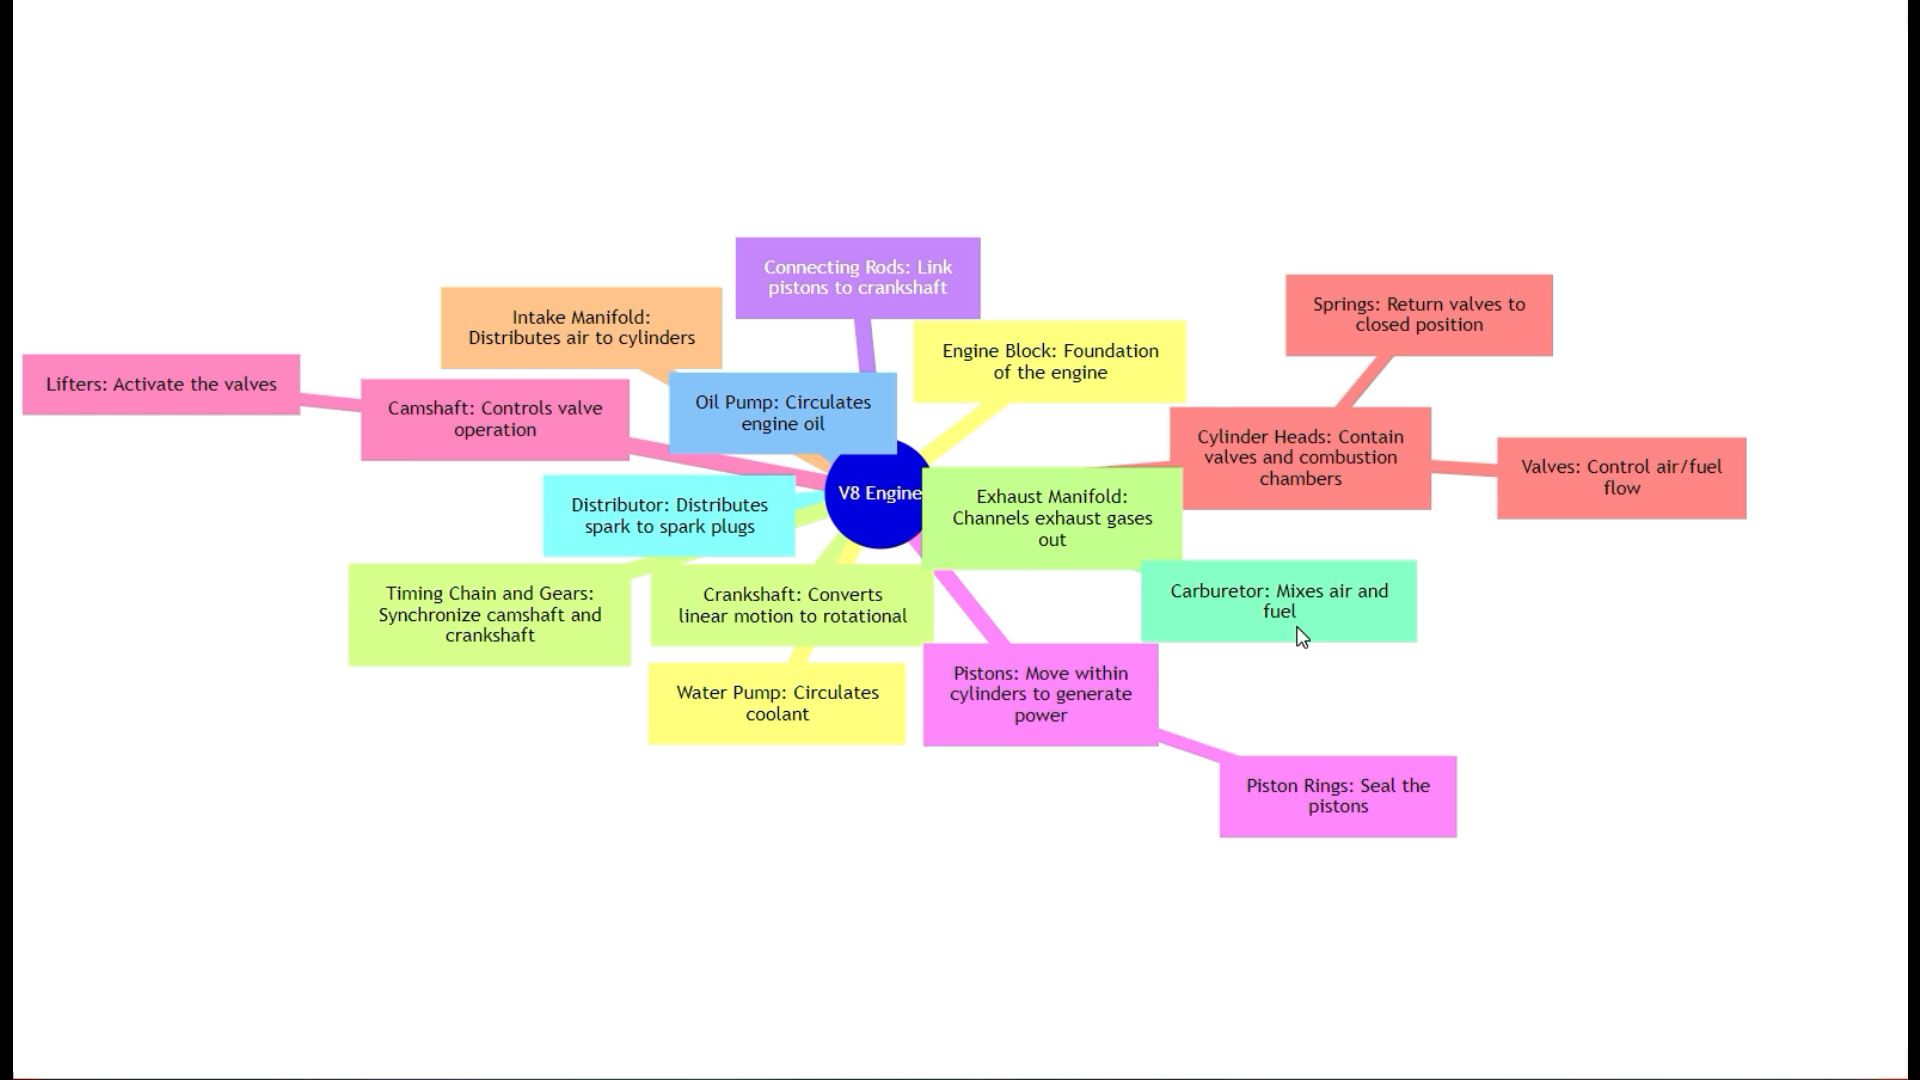 Connecting Rods: Link
pistons to crankshaft
Intake Manifold:
Distributes air to cylinders
Springs: Return valves to
closed position
Engine Block: Foundation
of the engine
Lifters: Activate the valves
Camshaft: Controls valve
operation
Oil Pump: Circulates
engine oil
Cylinder Heads: Contain
valves and combustion
chambers
Valves: Control air/fuel
flow
Distributor: Distributes
spark to spark plugs
V8 Engine
Exhaust Manifold:
Channels exhaust gases
out
Timing Chain and Gears:
Synchronize camshaft and
crankshaft
Crankshaft: Converts
linear motion to rotational
Carburetor: Mixes air and
fuel
Water Pump: Circulates
coolant
Pistons: Move within
cylinders to generate
power
Piston Rings: Seal the
pistons